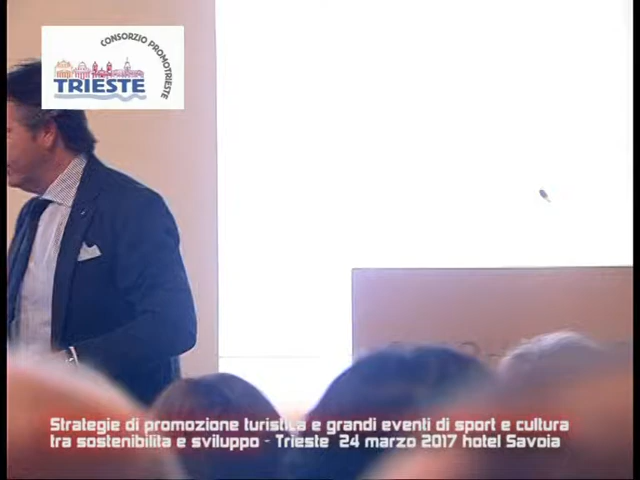 CONSORZIO PROMOTRIESTE
TRIESTE
Strategie di promozione turistica e grandi eventi di sport e cultura
tra sostenibilita e sviluppo - Trieste 24 marzo 2017 hotel Savoia